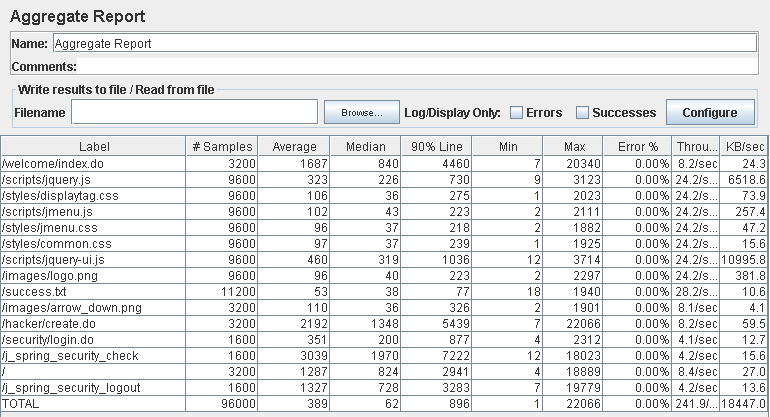 Aggregate Report
Name: Aggregate Report
Comments:
Write results to file / Read from file
Filename Browse... Log/Display Only: Errors Successes Configure
Label # Samples Average Median 90% Line Min Max Error % Throu... KB/sec
/welcome/index.do 3200 1687 840 4460 7 20340 0.00% 8.2/sec 24.3
/scripts/jquery.js 9600 323 226 730 9 3123 0.00% 24.2/s... 6518.6
/styles/displaytag.css 9600 106 36 275 1 2023 0.00% 24.2/s... 73.9
/scripts/jmenu.js 9600 102 43 223 2 2111 0.00% 24.2/s... 257.4
/styles/jmenu.css 9600 96 37 218 2 1882 0.00% 24.2/s... 47.2
/styles/common.css 9600 97 37 239 1 1925 0.00% 24.2/s... 15.6
/scripts/jquery-ui.js 9600 460 319 1036 12 3714 0.00% 24.2/s... 10995.8
/images/logo.png 9600 96 40 223 2 2297 0.00% 24.2/s... 381.8
/success.txt 11200 53 38 77 18 1940 0.00% 28.2/s... 10.6
/images/arrow_down.png 3200 110 36 326 2 1901 0.00% 8.1/sec 4.1
/hacker/create.do 3200 2192 1348 5439 7 22066 0.00% 8.2/sec 59.5
/security/login.do 1600 351 200 877 4 2312 0.00% 4.1/sec 12.7
/j_spring_security_check 1600 3039 1970 7222 12 18023 0.00% 4.2/sec 15.6
/ 3200 1287 824 2941 4 18889 0.00% 8.4/sec 27.0
/j_spring_security_logout 1600 1327 728 3283 7 19779 0.00% 4.2/sec 13.6
TOTAL 96000 389 62 896 1 22066 0.00% 241.9/... 18447.0